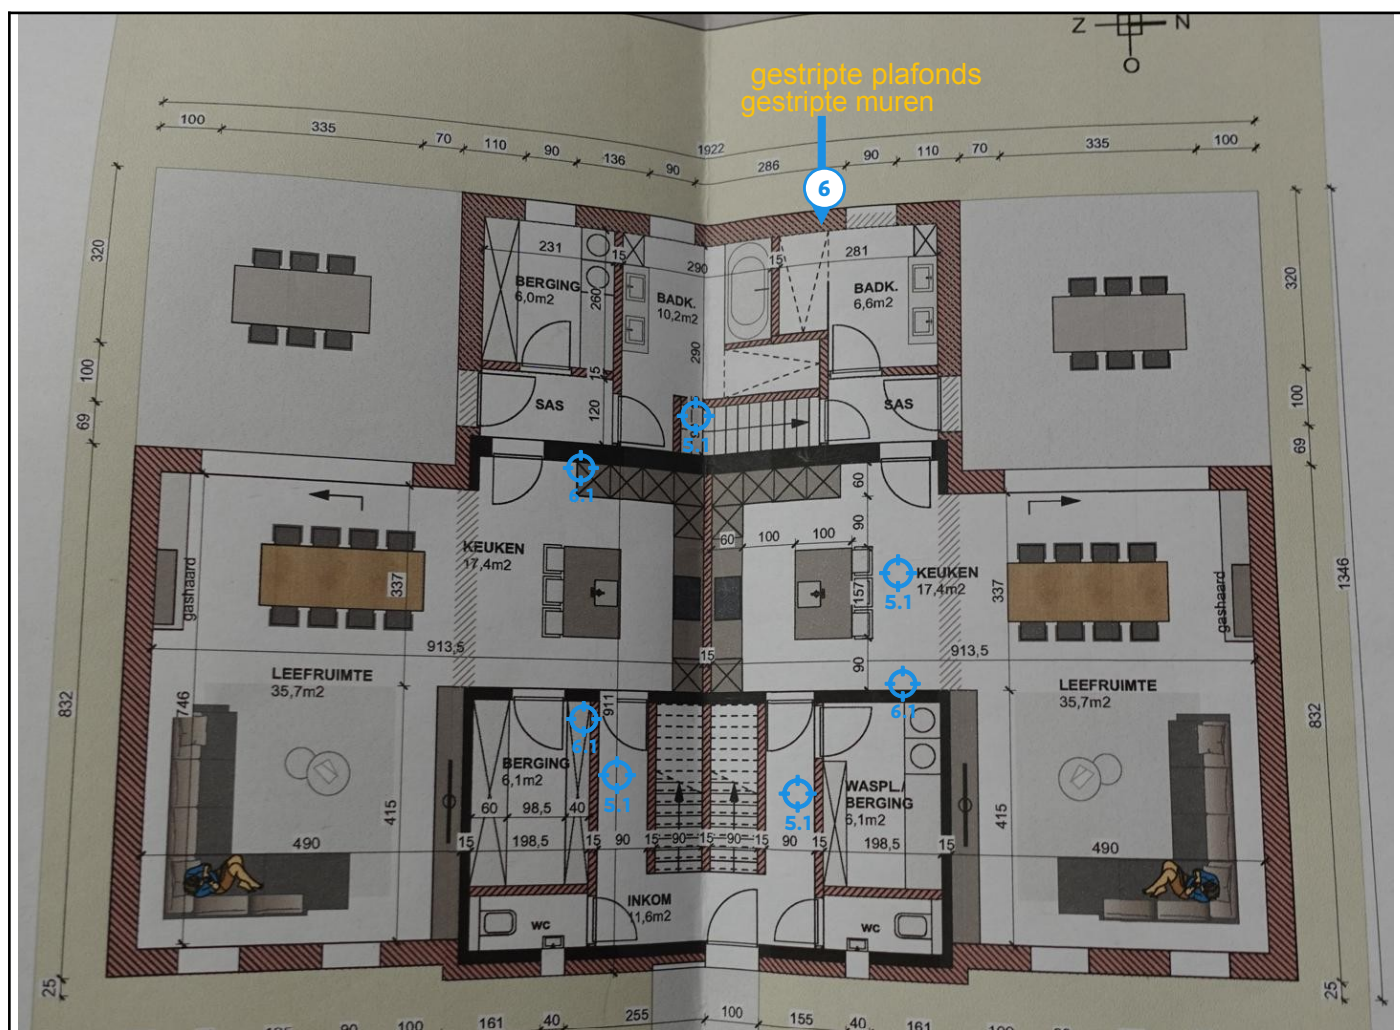 Z N
O
gestripte plafonds
gestripte muren
6
100 335 70 110 90 136 90 1922 286 90 110 70 335 100
320
100
69
231 15 290 15 281
BERGING
6,0m2
260
BADK.
10,2m2
BADK.
6,6m2
290
15
120
SAS
SAS
5.1
6.1
320
100
69
60
90
60 100 100
KEUKEN
17,4m2
KEUKEN
17,4m2
5.1
157
337
337
gashaard
gashaard
1346
913,5 15 90 913,5
LEEFRUIMTE
35,7m2
LEEFRUIMTE
35,7m2
6.1
746
832
832
911
6.1
BERGING
6,1m2
5.1
5.1
WASPL./
BERGING
6,1m2
60 98,5 40
415
415
490 15 198,5 15 90 15 90 15 90 15 90 15 198,5 15 490
INKOM
11,6m2
WC
WC
25
25
90 100 161 40 255 100 155 40 161 100